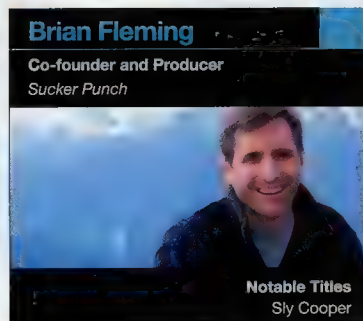 Brian Fleming
Co-founder and Producer
Sucker Punch
Notable Titles
Sly Cooper